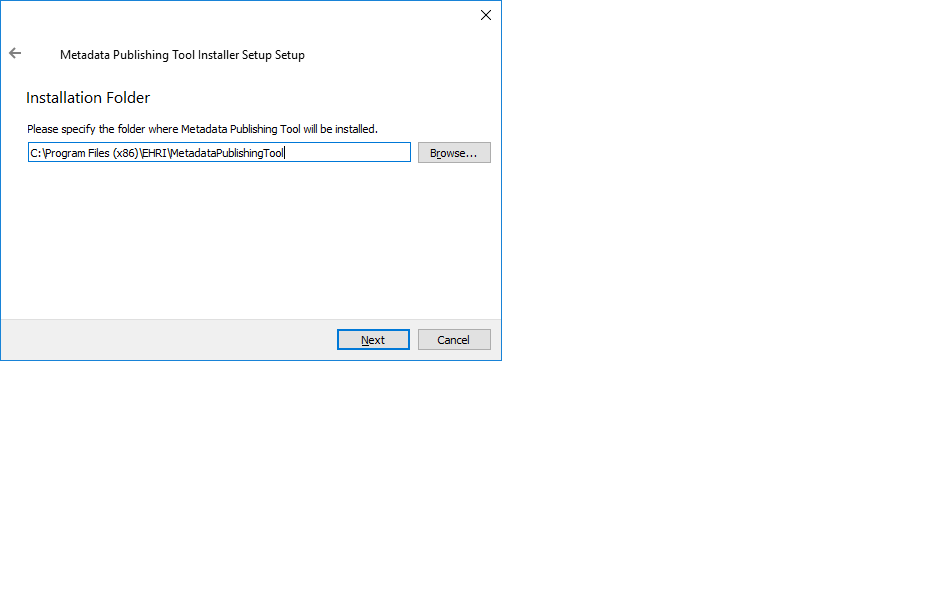 Metadata Publishing Tool Installer Setup Setup
Installation Folder
Please specify the folder where Metadata Publishing Tool will be installed.
C:\Program Files (x86)\EHRI\MetadataPublishingTool
Browse...
Next
Cancel